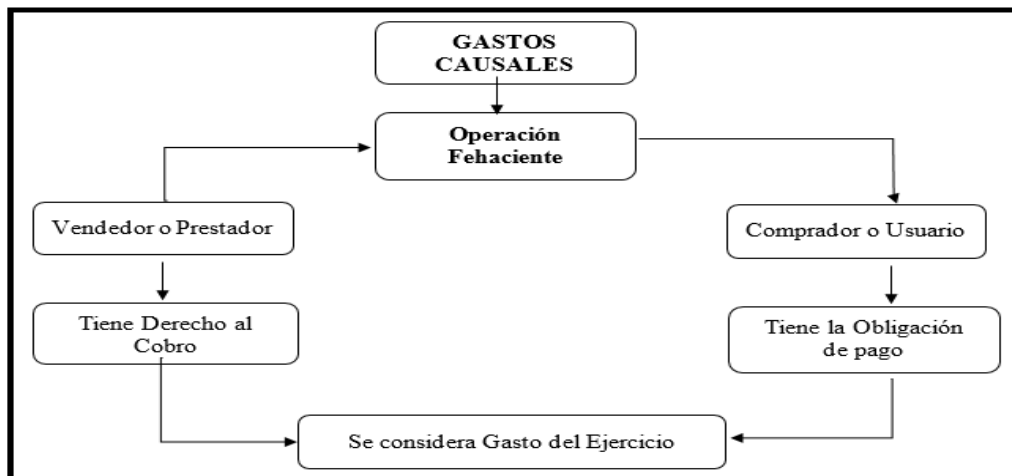 GASTOS
CAUSALES
Operación
Fehaciente
Vendedor o Prestador
Comprador o Usuario
Tiene Derecho al
Cobro
Tiene la Obligación
de pago
Se considera Gasto del Ejercicio